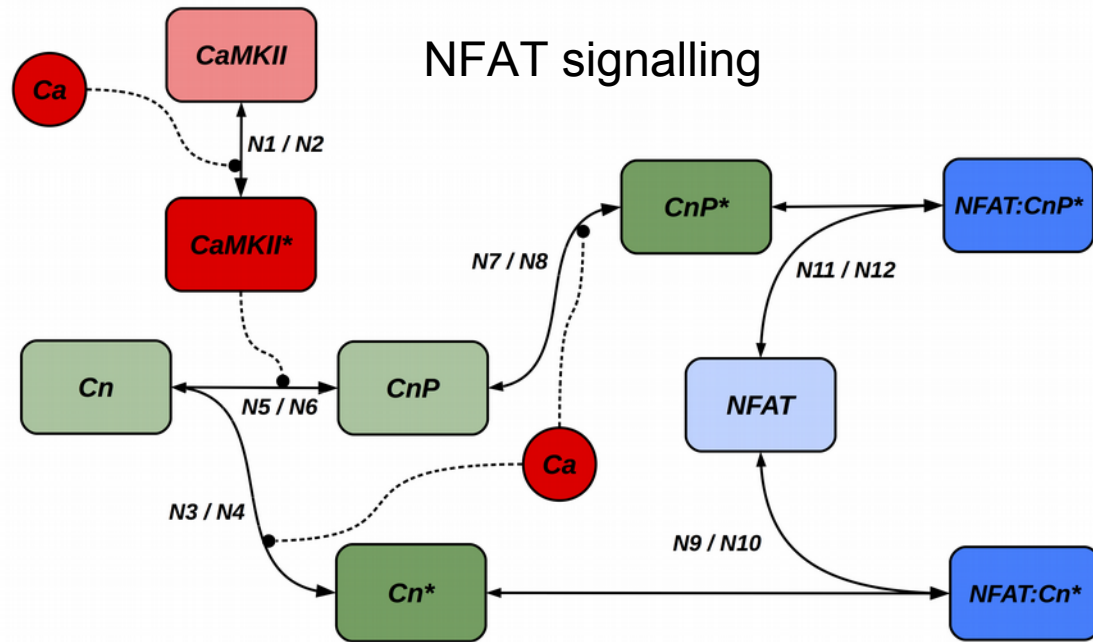 NFAT signalling
CaMKII
Ca
N1 / N2
CaMKII*
CnP*
NFAT:CnP*
N7 / N8
N11 / N12
Cn
CnP
NFAT
N5 / N6
Ca
N3 / N4
N9 / N10
Cn*
NFAT:Cn*